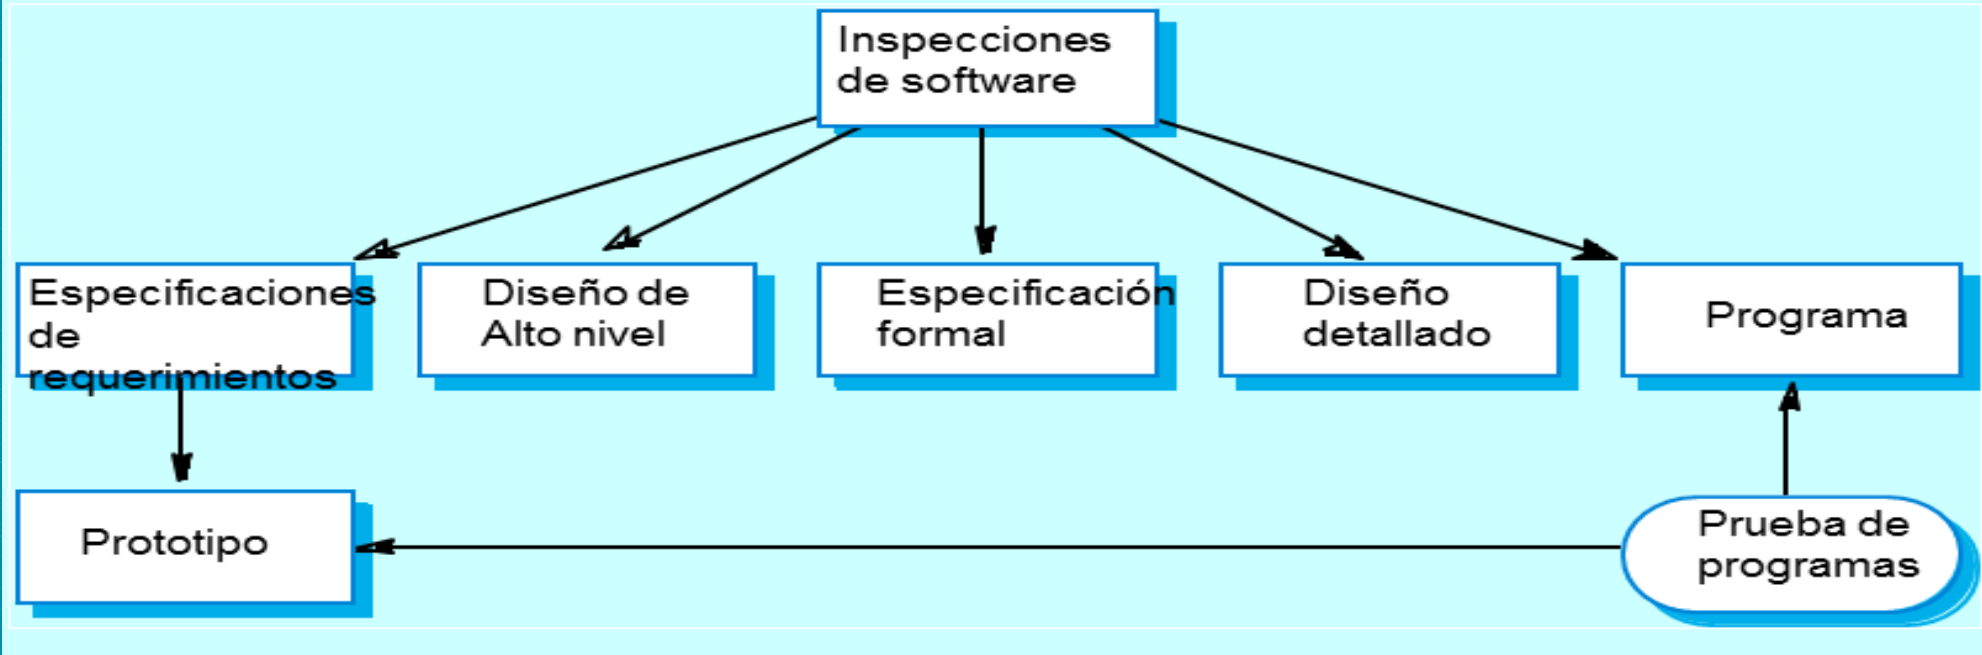 Inspecciones
de software
Especificaciones
de
requerimientos
Diseño de
Alto nivel
Especificación
formal
Diseño
detallado
Programa
Prototipo
Prueba de
programas